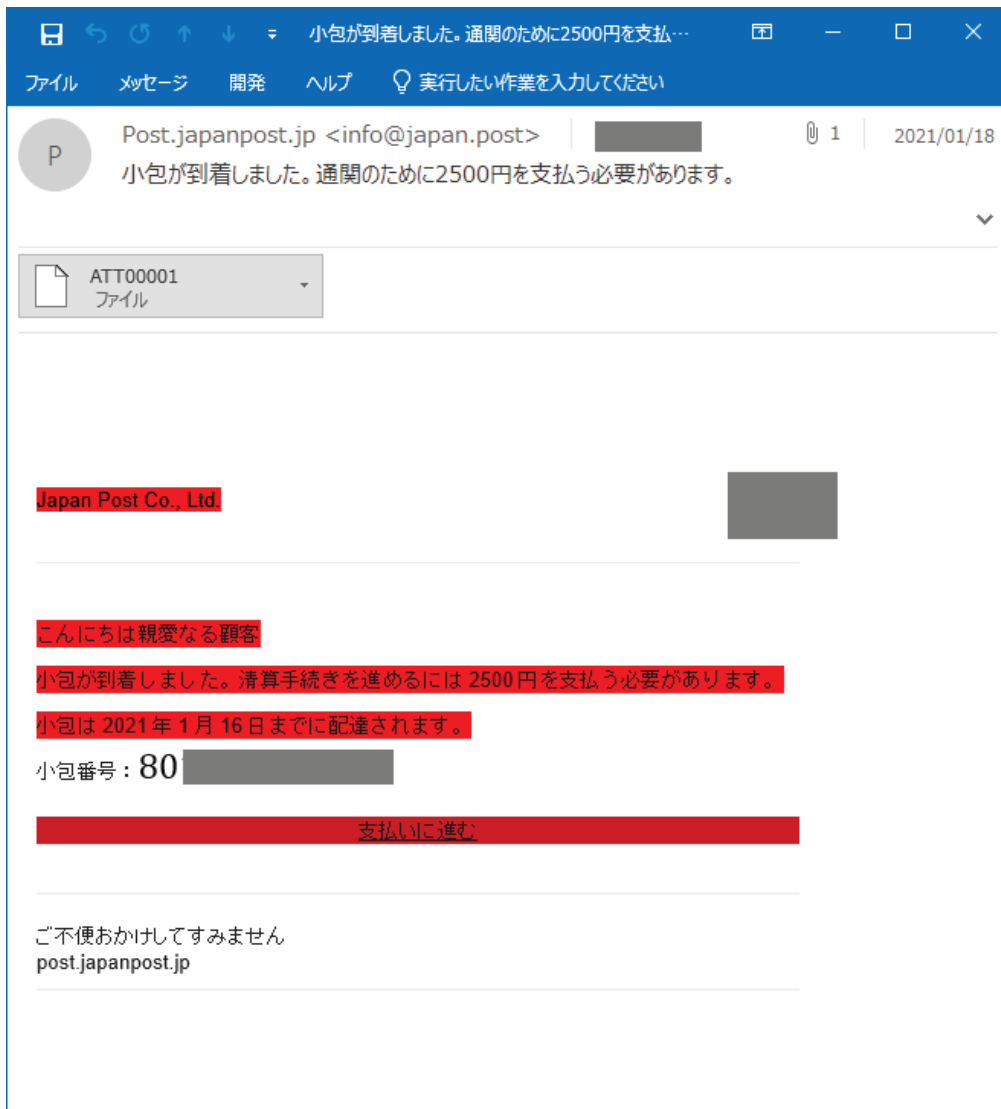 小包が到着しました。通関のために2500円を支払…
ファイル メッセージ 開発 ヘルプ 実行したい作業を入力してください
P
Post.japanpost.jp <info@japan.post>
1
2021/01/18
小包が到着しました。通関のために2500円を支払う必要があります。
ATT00001
ファイル
Japan Post Co., Ltd.
こんにちは親愛なる顧客
小包が到着しました。清算手続きを進めるには 2500 円を支払う必要があります。
小包は 2021 年 1 月 16 日までに配達されます。
小包番号：80
支払いに進む
ご不便おかけしてすみません
post.japanpost.jp